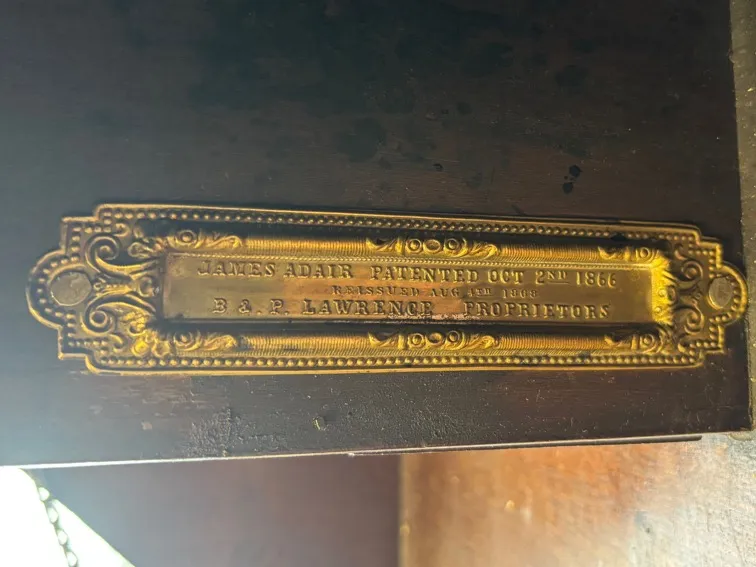 JAMES ADAIR PATENTED OCT 2ND 1866
REISSUED AUG 4TH 1868
B & P. LAWRENCE PROPRIETORS